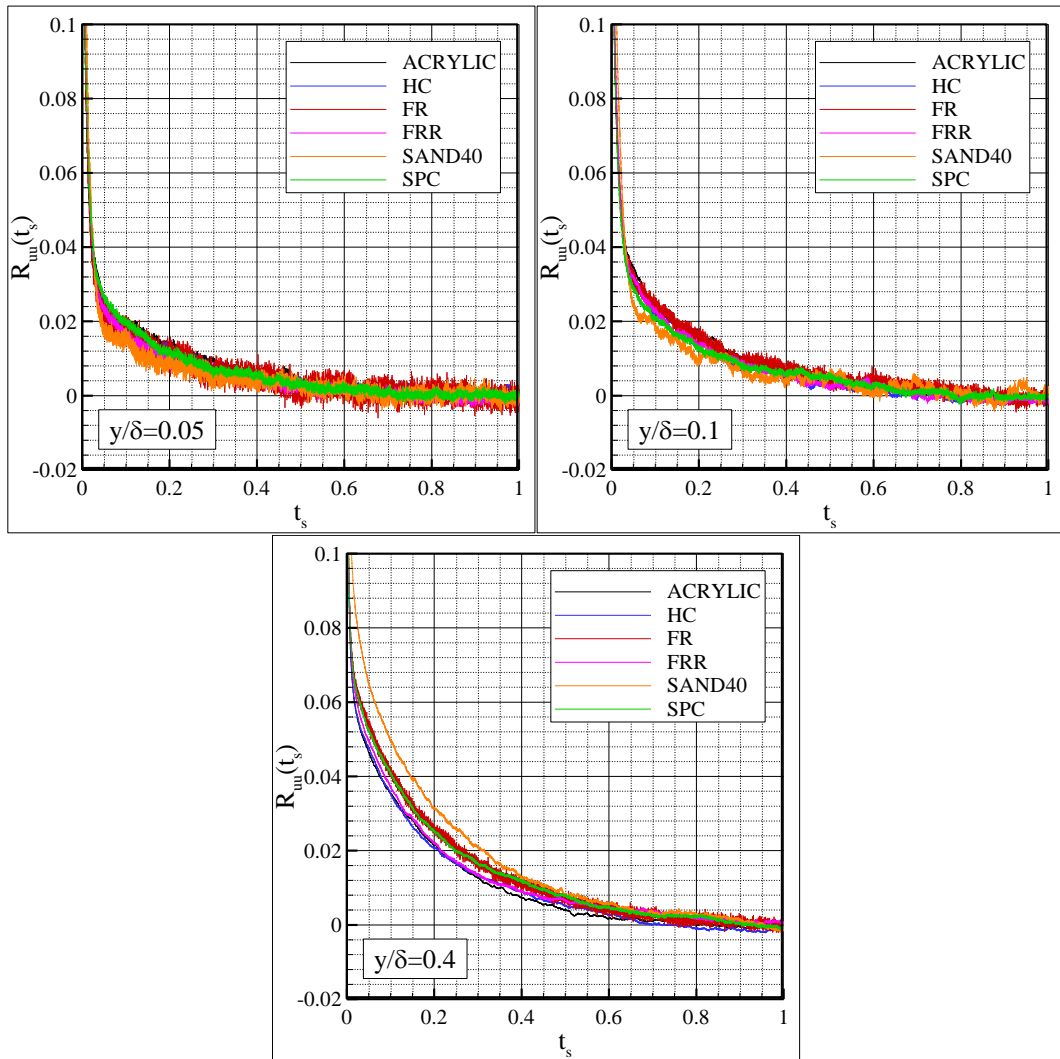 0.1
0.08
0.06
0.04
0.02
0
-0.02
R_uu(t_s)
ACRYLIC
HC
FR
FRR
SAND40
SPC
y/δ=0.05
0 0.2 0.4 0.6 0.8 1
t_s
0.1
0.08
0.06
0.04
0.02
0
-0.02
R_uu(t_s)
ACRYLIC
HC
FR
FRR
SAND40
SPC
y/δ=0.1
0 0.2 0.4 0.6 0.8 1
t_s
0.1
0.08
0.06
0.04
0.02
0
-0.02
R_uu(t_s)
ACRYLIC
HC
FR
FRR
SAND40
SPC
y/δ=0.4
0 0.2 0.4 0.6 0.8 1
t_s